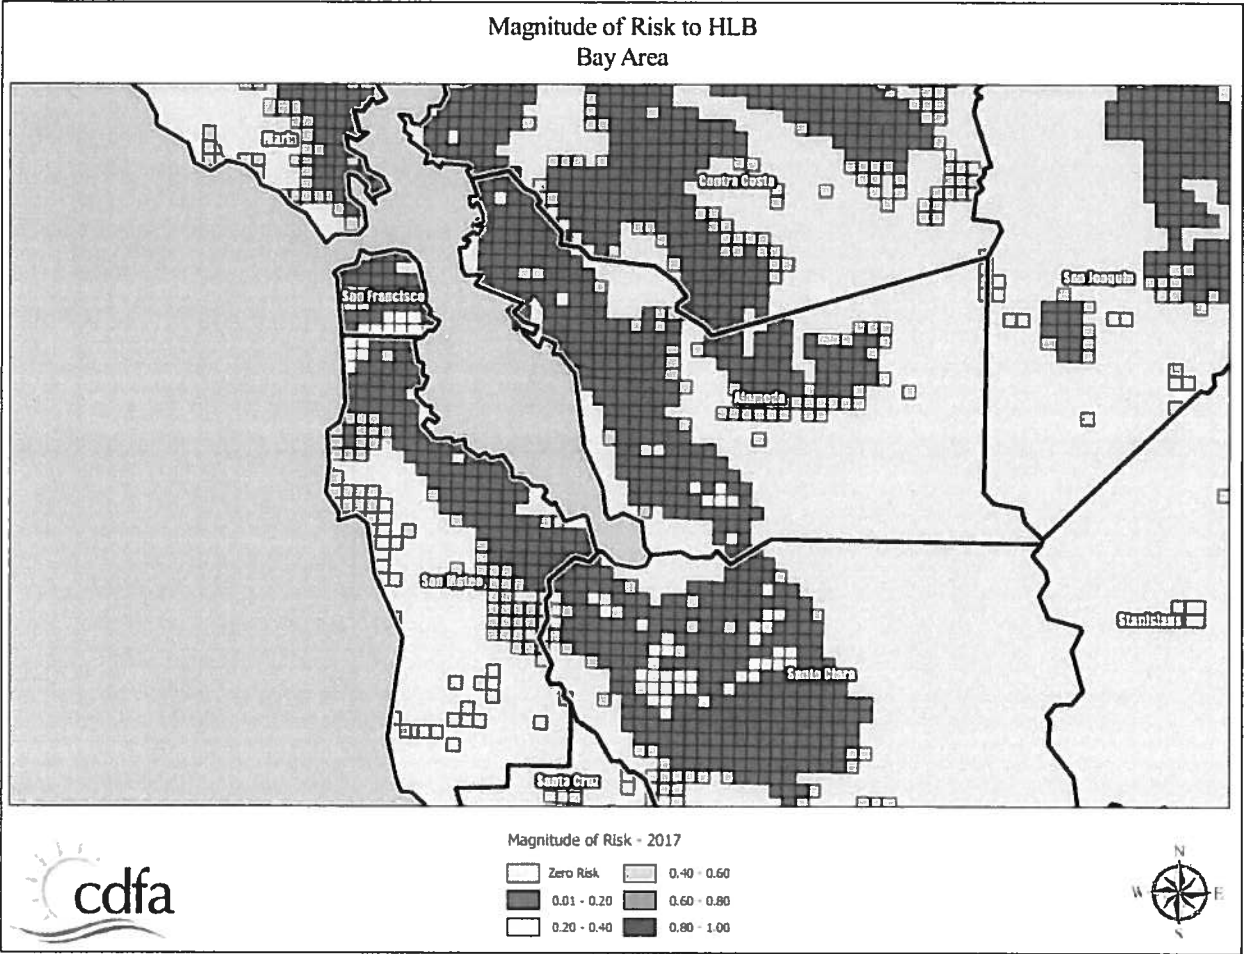 Magnitude of Risk to HLB
Bay Area
Marin
Contra Costa
San Francisco
San Joaquin
Alameda
San Mateo
Stanislaus
Santa Clara
Santa Cruz
Magnitude of Risk - 2017
Zero Risk
0.40 - 0.60
0.01 - 0.20
0.60 - 0.80
0.20 - 0.40
0.80 - 1.00
cdfa
N
W
E
S